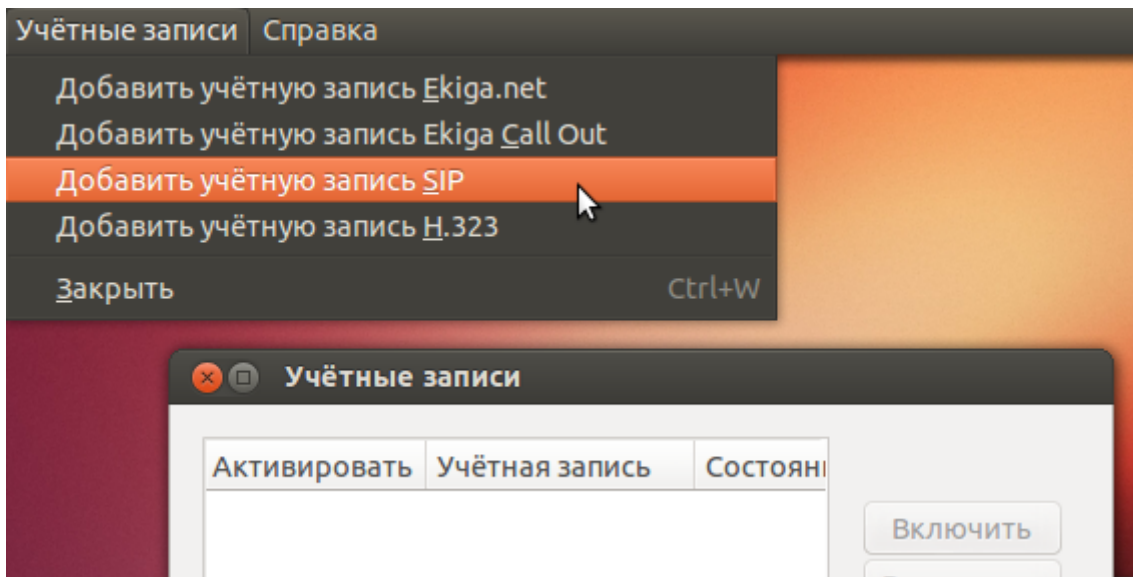 Учётные записи Справка
Добавить учётную запись Ekiga.net
Добавить учётную запись Ekiga Call Out
Добавить учётную запись SIP
Добавить учётную запись H.323
Закрыть Ctrl+W
Учётные записи
Активировать Учётная запись Состоян
Включить